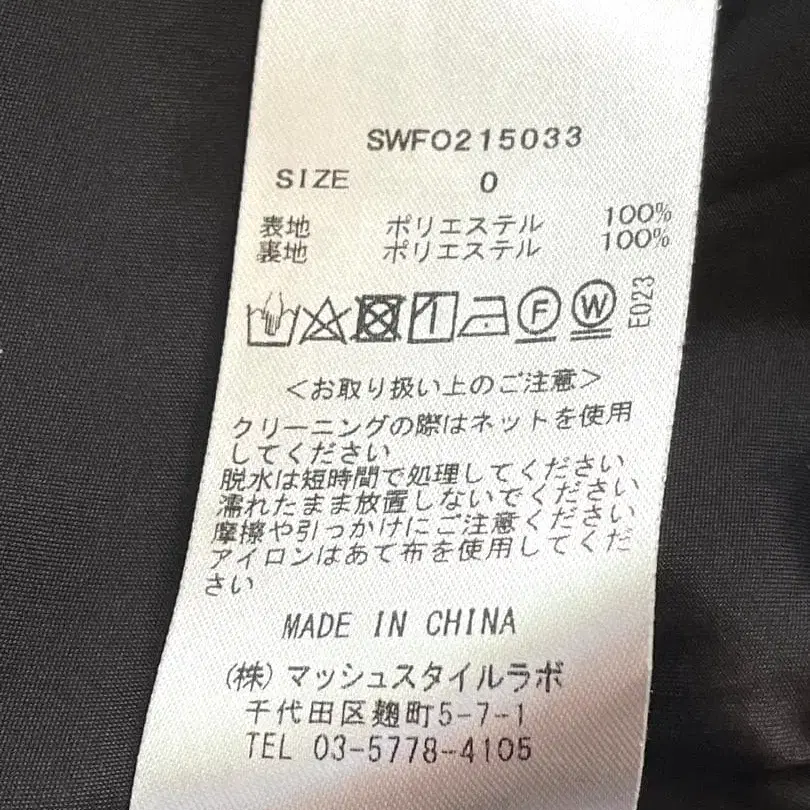 SWFO215033
SIZE 0
表地 ポリエステル 100%
裏地 ポリエステル 100%
F W E023
＜お取り扱い上のご注意＞
クリーニングの際はネットを使用
してください
脱水は短時間で処理してください
濡れたまま放置しないでください
摩擦や引っかけにご注意ください
アイロンはあて布を使用してくだ
さい
MADE IN CHINA
(株)マッシュスタイルラボ
千代田区麹町5-7-1
TEL 03-5778-4105